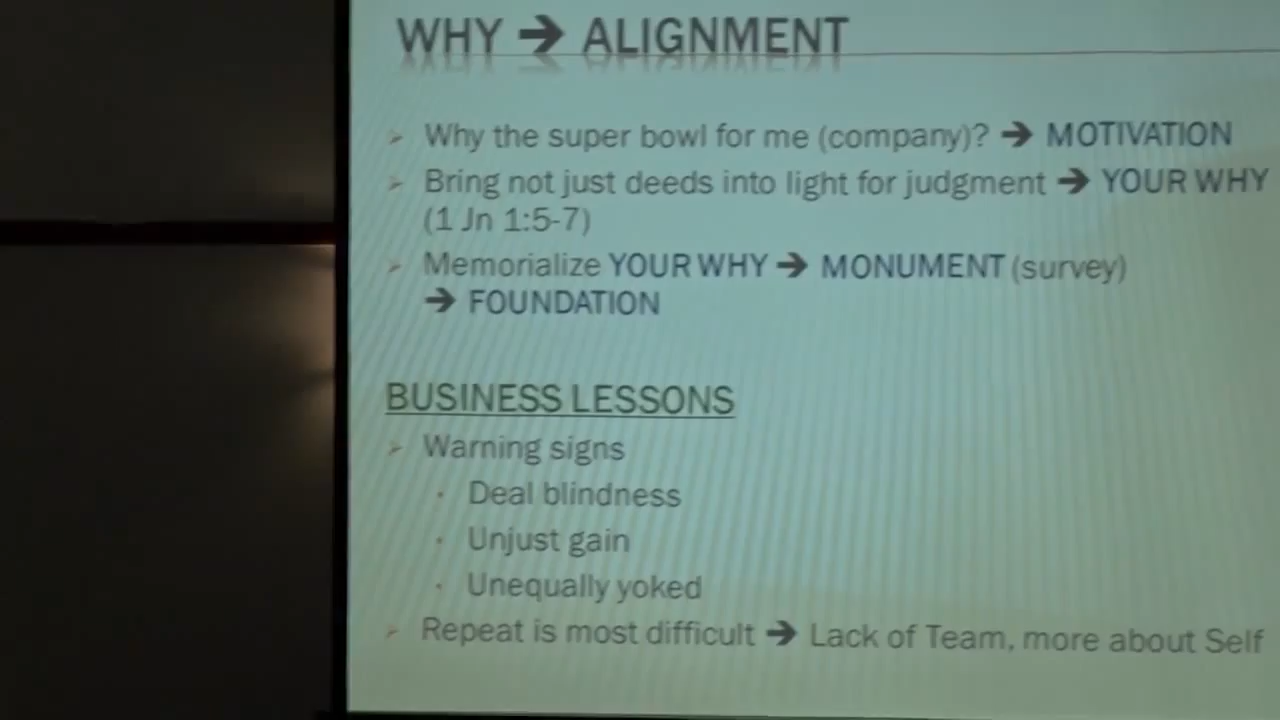 WHY → ALIGNMENT
➢ Why the super bowl for me (company)? → MOTIVATION
➢ Bring not just deeds into light for judgment → YOUR WHY
(1 Jn 1:5-7)
➢ Memorialize YOUR WHY → MONUMENT (survey)
→ FOUNDATION
BUSINESS LESSONS
➢ Warning signs
• Deal blindness
• Unjust gain
• Unequally yoked
➢ Repeat is most difficult → Lack of Team, more about Self